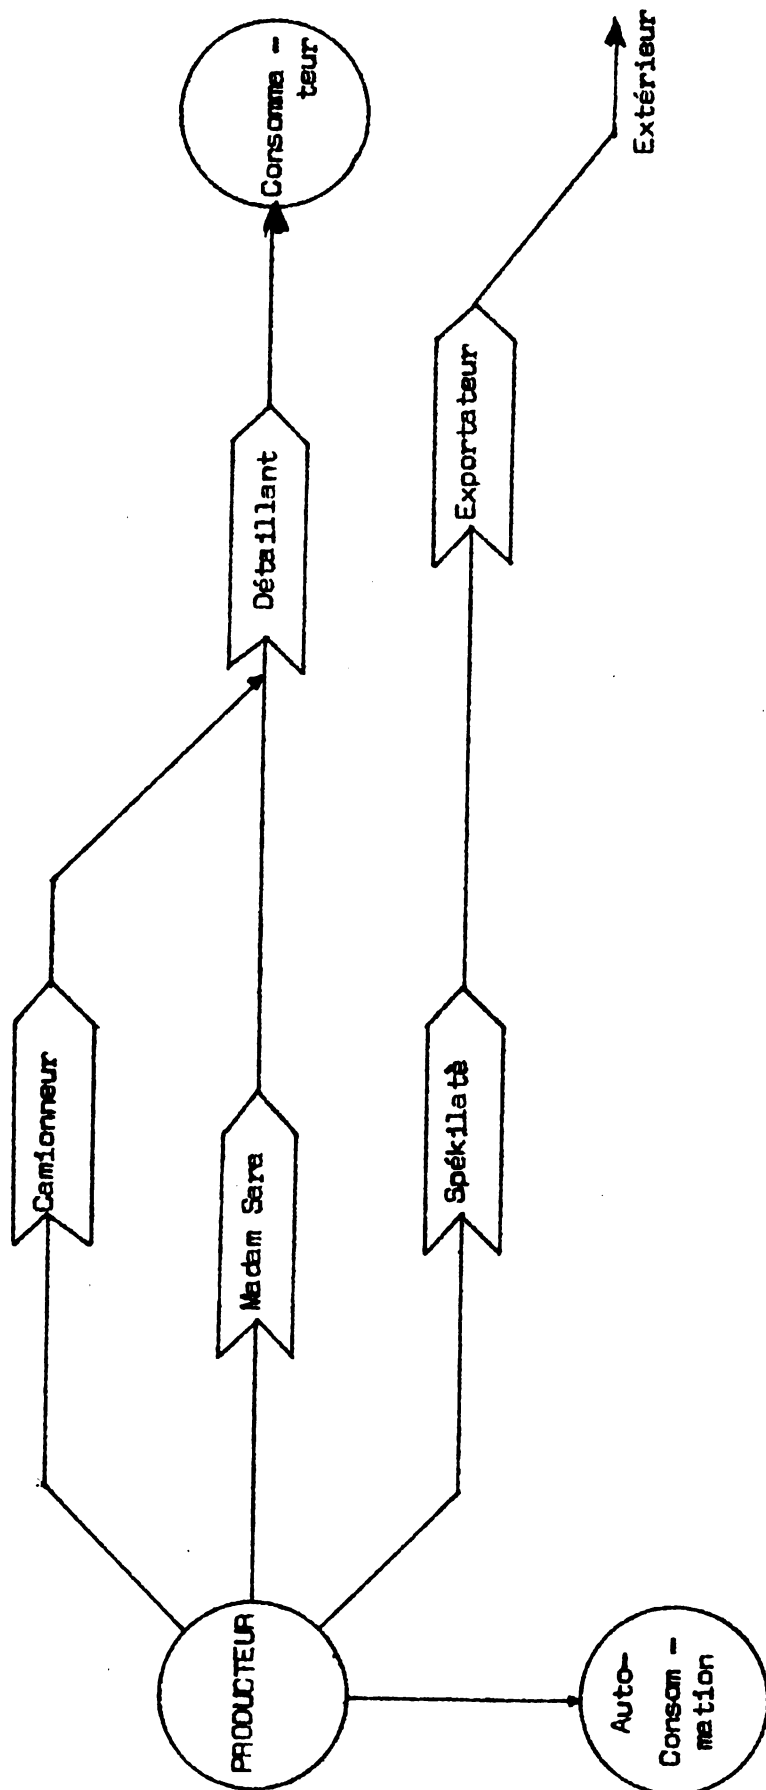 Camionneur
PRODUCTEUR
Madam Sara
Détaillant
Consomma -
teur
Spékilatè
Exportateur
Extérieur
Auto-
Consom -
mation